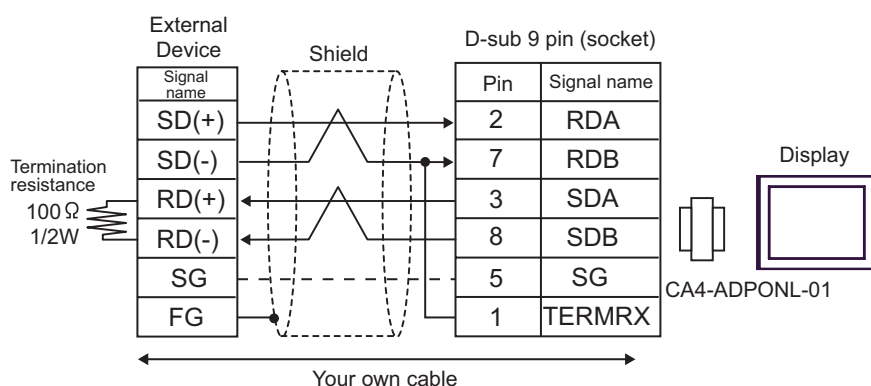 External
Device
Shield
D-sub 9 pin (socket)
Signal
name
Pin
Signal name
SD(+)
2
RDA
SD(-)
7
RDB
Display
Termination
resistance
100 Ω
1/2W
RD(+)
3
SDA
RD(-)
8
SDB
SG
5
SG
CA4-ADPONL-01
FG
1
TERMRX
Your own cable